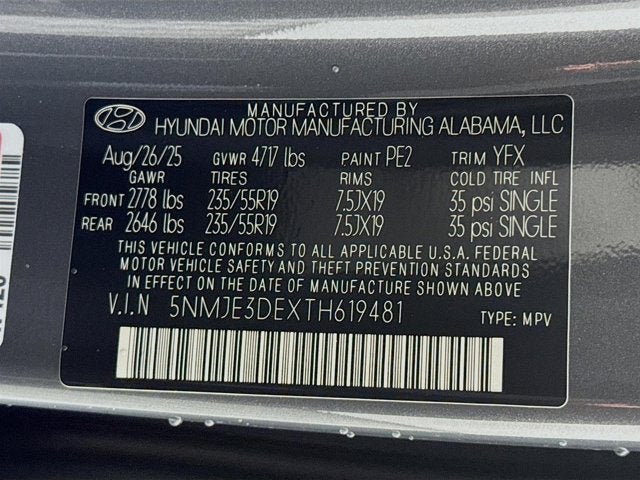 MANUFACTURED BY
HYUNDAI MOTOR MANUFACTURING ALABAMA, LLC
Aug/26/25 GVWR 4717 lbs PAINT PE2 TRIM YFX
GAWR TIRES RIMS COLD TIRE INFL
FRONT 2778 lbs 235/55R19 7.5JX19 35 psi SINGLE
REAR 2646 lbs 235/55R19 7.5JX19 35 psi SINGLE
THIS VEHICLE CONFORMS TO ALL APPLICABLE U.S.A. FEDERAL
MOTOR VEHICLE SAFETY AND THEFT PREVENTION STANDARDS
IN EFFECT ON THE DATE OF MANUFACTURE SHOWN ABOVE.
V.I.N 5NMJE3DEXTH619481 TYPE: MPV